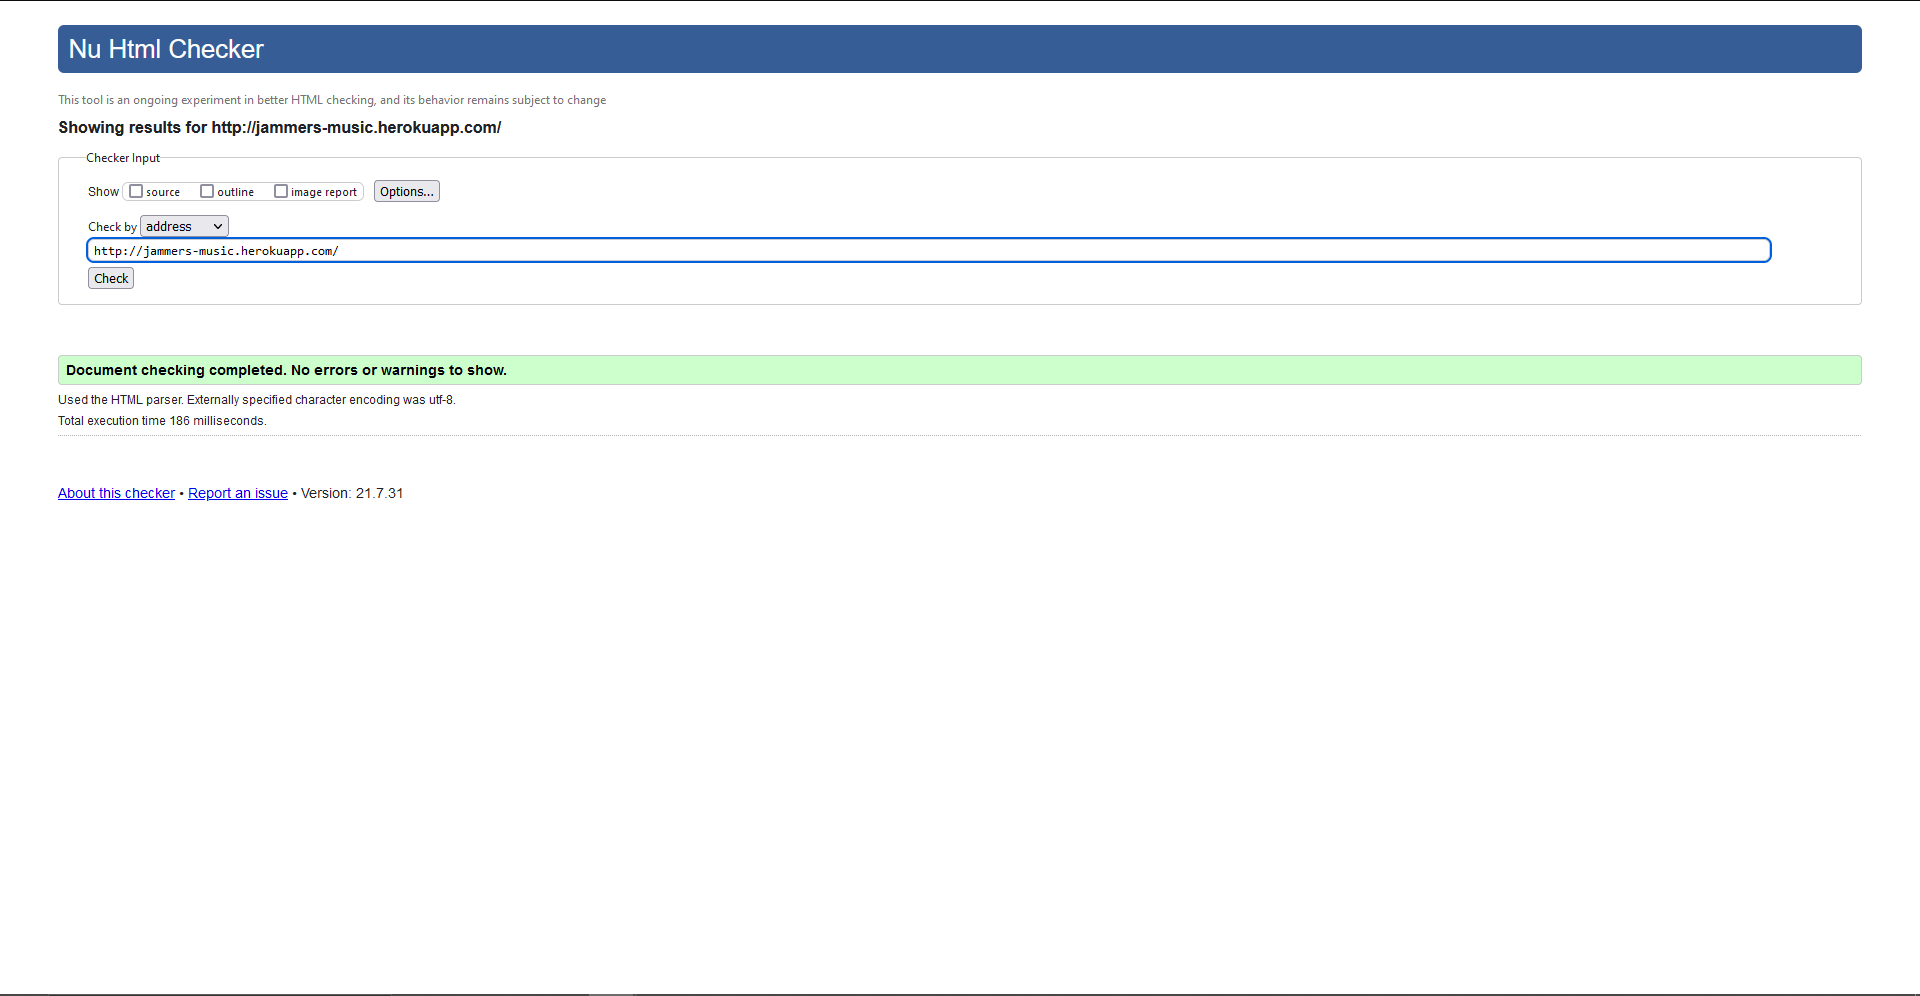 Nu Html Checker
This tool is an ongoing experiment in better HTML checking, and its behavior remains subject to change
Showing results for http://jammers-music.herokuapp.com/
Checker Input
Show source outline image report Options...
Check by address
http://jammers-music.herokuapp.com/
Check
Document checking completed. No errors or warnings to show.
Used the HTML parser. Externally specified character encoding was utf-8.
Total execution time 186 milliseconds.
About this checker • Report an issue • Version: 21.7.31